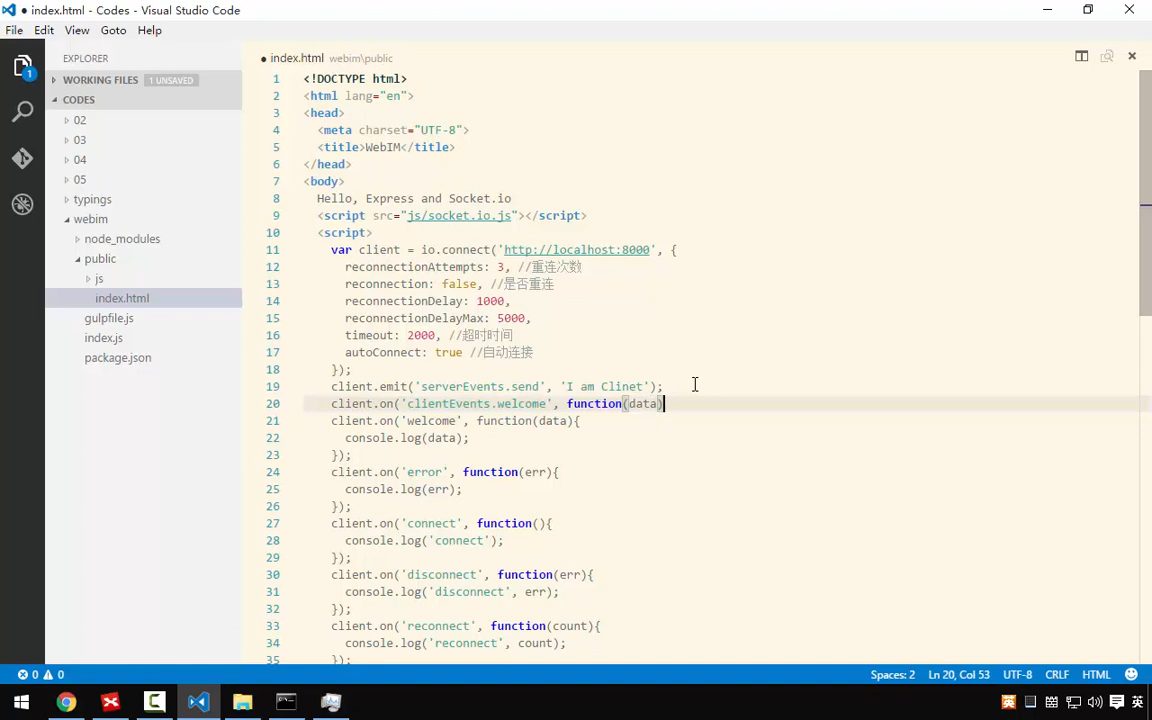 index.html - Codes - Visual Studio Code
File Edit View Goto Help
EXPLORER
WORKING FILES 1 UNSAVED
CODES
02
03
04
05
typings
webim
node_modules
public
js
index.html
gulpfile.js
index.js
package.json
1
index.html webim\public
1 <!DOCTYPE html>
2 <html lang="en">
3 <head>
4 <meta charset="UTF-8">
5 <title>WebIM</title>
6 </head>
7 <body>
8 Hello, Express and Socket.io
9 <script src="js/socket.io.js"></script>
10 <script>
11 var client = io.connect('http://localhost:8000', {
12 reconnectionAttempts: 3, //重连次数
13 reconnection: false, //是否重连
14 reconnectionDelay: 1000,
15 reconnectionDelayMax: 5000,
16 timeout: 2000, //超时时间
17 autoConnect: true //自动连接
18 });
19 client.emit('serverEvents.send', 'I am Clinet');
20 client.on('clientEvents.welcome', function(data)
21 client.on('welcome', function(data){
22 console.log(data);
23 });
24 client.on('error', function(err){
25 console.log(err);
26 });
27 client.on('connect', function(){
28 console.log('connect');
29 });
30 client.on('disconnect', function(err){
31 console.log('disconnect', err);
32 });
33 client.on('reconnect', function(count){
34 console.log('reconnect', count);
35 });
0 0 Spaces: 2 Ln 20, Col 53 UTF-8 CRLF HTML
英 英